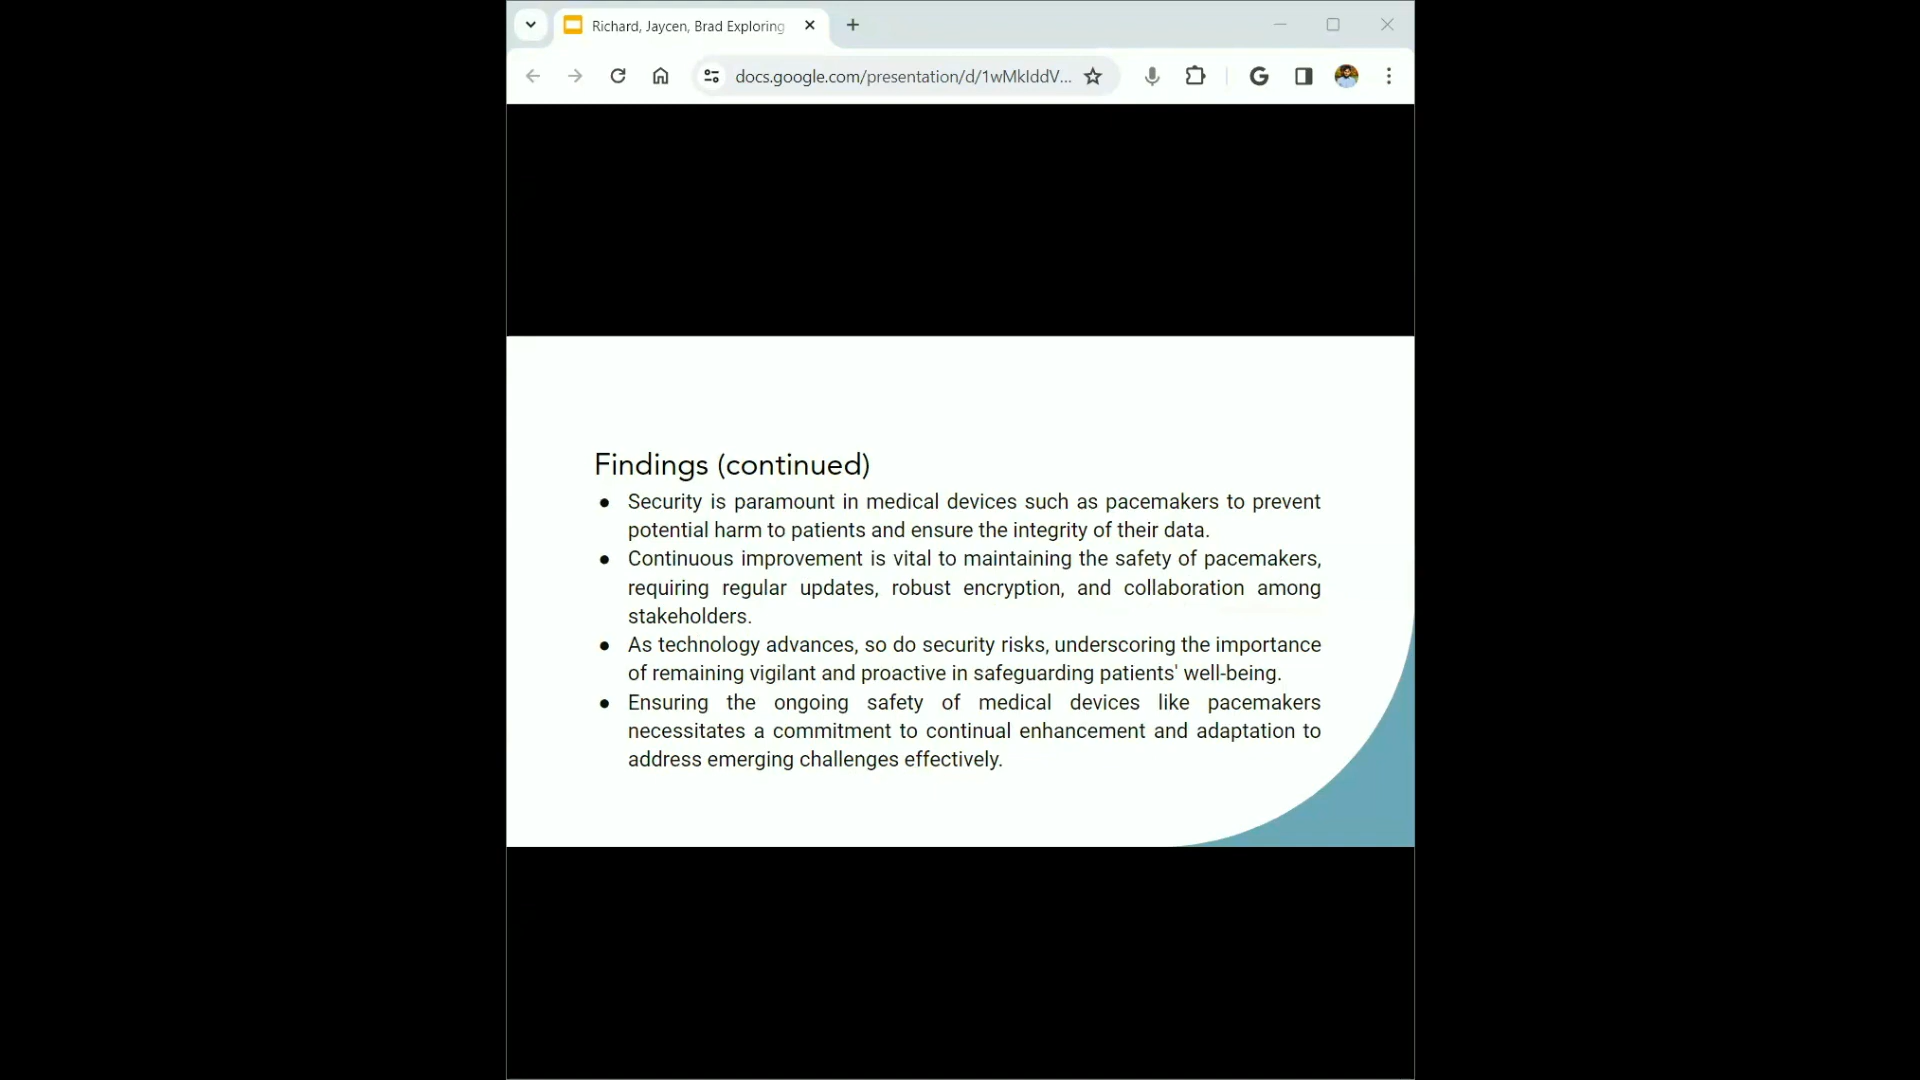 Richard, Jaycen, Brad Exploring
docs.google.com/presentation/d/1wMkIddV...
Findings (continued)
● Security is paramount in medical devices such as pacemakers to prevent
potential harm to patients and ensure the integrity of their data.
● Continuous improvement is vital to maintaining the safety of pacemakers,
requiring regular updates, robust encryption, and collaboration among
stakeholders.
● As technology advances, so do security risks, underscoring the importance
of remaining vigilant and proactive in safeguarding patients' well-being.
● Ensuring the ongoing safety of medical devices like pacemakers
necessitates a commitment to continual enhancement and adaptation to
address emerging challenges effectively.